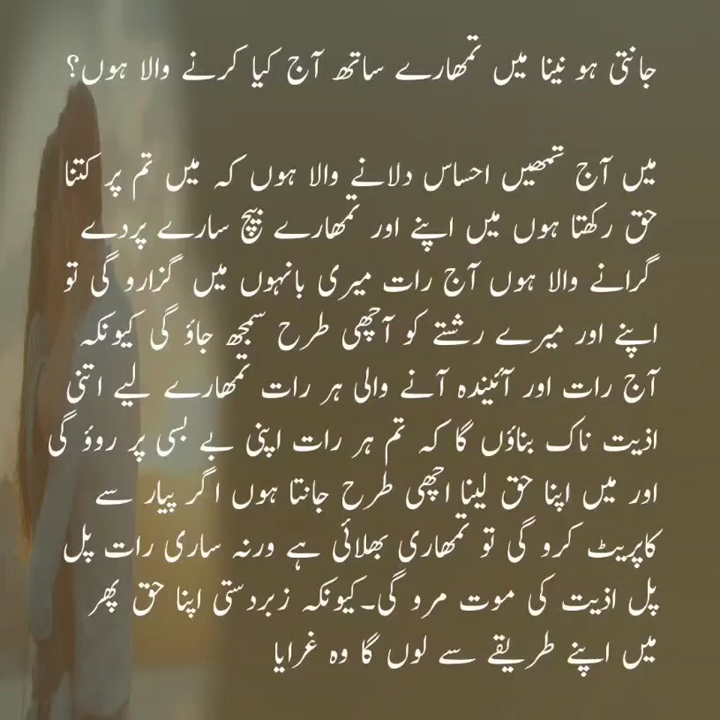 جانتی ہو نینا میں تمھارے ساتھ آج کیا کرنے والا ہوں؟
میں آج تمھیں احساس دلانے والا ہوں کہ میں تم پر کتنا
حق رکھتا ہوں میں اپنے اور تمھارے بیچ سارے پردے
گرانے والا ہوں آج رات میری بانہوں میں گزارو گی تو
اپنے اور میرے رشتے کو آچھی طرح سمجھ جاؤ گی کیونکہ
آج رات اور آئیندہ آنے والی ہر رات تمھارے لیے اتنی
اذیت ناک بناؤں گا کہ تم ہر رات اپنی بے بسی پر روؤ گی
اور میں اپنا حق لینا اچھی طرح جانتا ہوں اگر پیار سے
کاپریٹ کرو گی تو تمھاری بھلائی ہے ورنہ ساری رات پل
پل اذیت کی موت مرو گی۔کیونکہ زبردستی اپنا حق پھر
میں اپنے طریقے سے لوں گا وہ غرایا